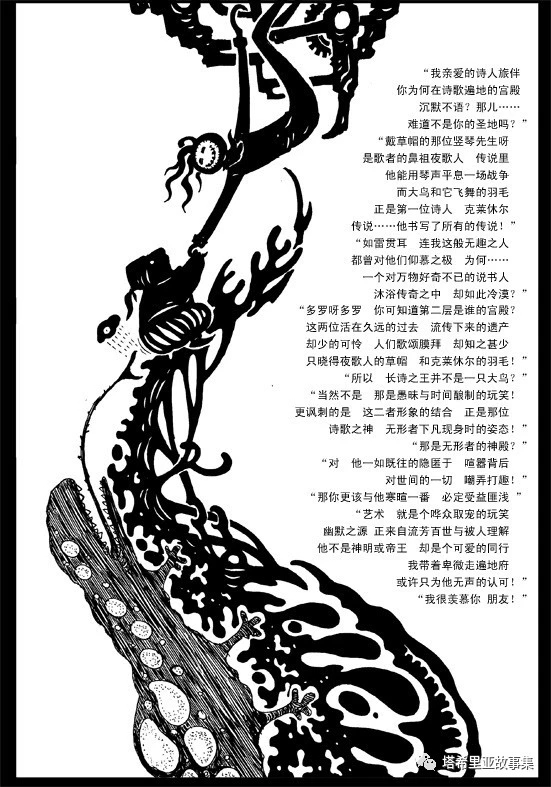 “我亲爱的诗人旅伴
你为何在诗歌遍地的宫殿
沉默不语？那儿……
难道不是你的圣地吗？”
“戴草帽的那位竖琴先生呀
是歌者的鼻祖夜歌人　传说里
他能用琴声平息一场战争
而大鸟和它飞舞的羽毛
正是第一位诗人　克莱休尔
传说……他书写了所有的传说！”
“如雷贯耳　连我这般无趣之人
都曾对他们仰慕之极　为何……
一个对万物好奇不已的说书人
沐浴传奇之中　却如此冷漠？”
“多罗呀多罗　你可知道第二层是谁的宫殿？
这两位活在久远的过去　流传下来的遗产
却少的可怜　人们歌颂膜拜　却知之甚少
只晓得夜歌人的草帽　和克莱休尔的羽毛！”
“所以　长诗之王并不是一只大鸟？”
“当然不是　那是愚昧与时间酿制的玩笑！
更讽刺的是　这二者形象的结合　正是那位
诗歌之神　无形者下凡现身时的姿态！”
“那是无形者的神殿？”
“对　他一如既往的隐匿于　喧嚣背后
对世间的一切　嘲弄打趣！”
“那你更该与他寒暄一番　必定受益匪浅 ”
“艺术　就是个哗众取宠的玩笑
幽默之源 正来自流芳百世与被人理解
他不是神明或帝王　却是个可爱的同行
我带着卑微走遍地府
或许只为他无声的认可！”
“我很羡慕你 朋友！”
塔希里亚故事集